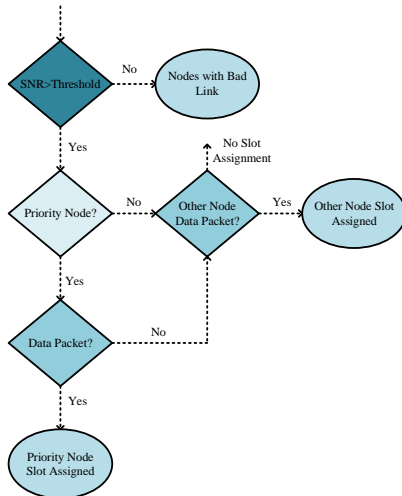 SNR>Threshold
No
Nodes with Bad
Link
Yes
No Slot
Assignment
Priority Node?
No
Other Node
Data Packet?
Yes
Other Node Slot
Assigned
Yes
Data Packet?
No
Yes
Priority Node
Slot Assigned